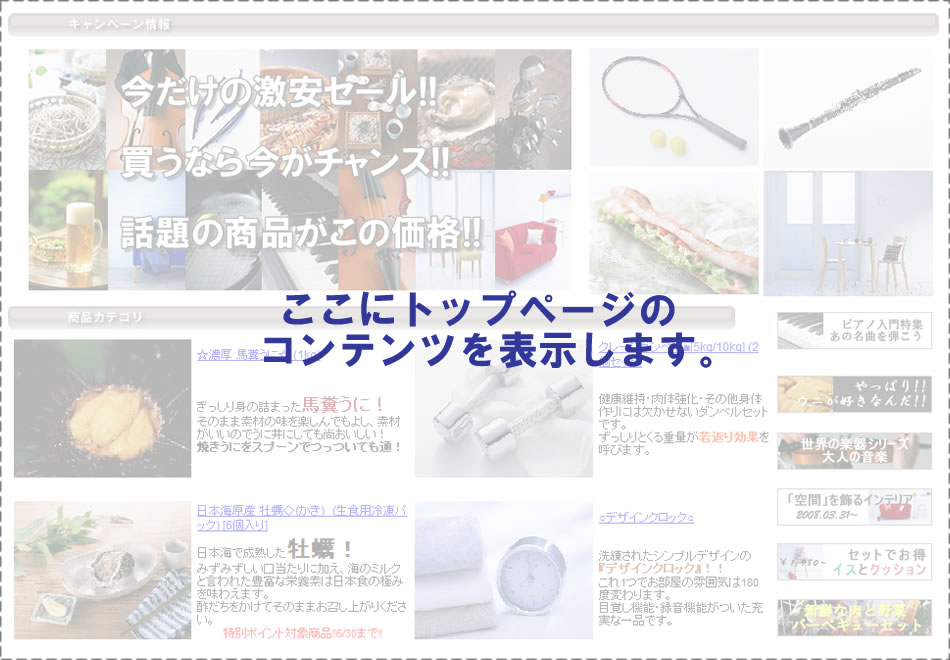 キャンペーン情報
今だけの激安セール!!
買うなら今がチャンス!!
話題の商品がこの価格!!
ここにトップページの
コンテンツを表示します。
商品カテゴリ
ぎっしり身の詰まった馬糞うに！
そのまま素材の味を楽しんでもよし、素材
がいいのでうに丼にしても尚おいしい！
焼きうにをスプーンでつっついても通！
健康維持・肉体強化・その他身体
作りには欠かせないダンベルセット
です。
ずっしりとくる重量が若返り効果を
呼びます。
日本海原産 牡蠣◇(かき) (生食用冷凍パ
ック) [6個入り]
日本海で成熟した牡蠣！
みずみずしい口当たりに加え、海のミルク
と言われた豊富な栄養素は日本食の極み
を味わえます。
酢だちをかけてそのままお召し上がりくださ
い。
特別ポイント対象商品!!6/30まで!!
○デザインクロック○
洗練されたシンプルデザインの
『デザインクロック』！！
これ1つでお部屋の雰囲気は180
度変わります。
目覚し機能・録音機能がついた充
実な一品です。
ピアノ入門特集
あの名曲を弾こう
やっぱり!!
ウニが好きなんだ!!
世界の楽器シリーズ
大人の音楽
「空間」を飾るインテリア
2008.03.31~
セットでお得
イスとクッション
新鮮な肉と野菜
バーベキューセット